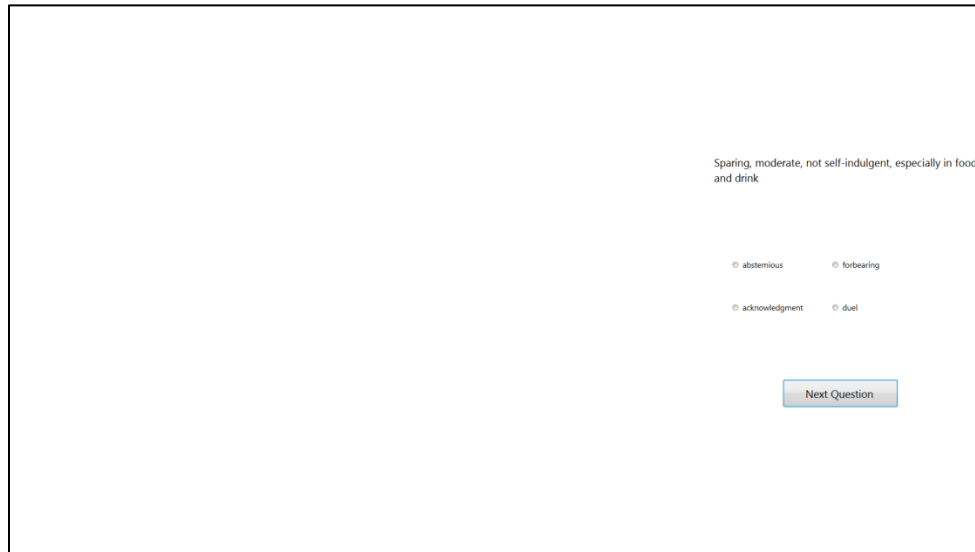 Sparing, moderate, not self-indulgent, especially in food
and drink
abstemious
forbearing
acknowledgment
duel
Next Question